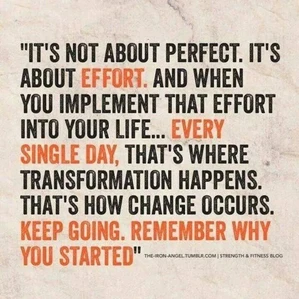 "IT'S NOT ABOUT PERFECT. IT'S
ABOUT EFFORT. AND WHEN
YOU IMPLEMENT THAT EFFORT
INTO YOUR LIFE... EVERY
SINGLE DAY, THAT'S WHERE
TRANSFORMATION HAPPENS.
THAT'S HOW CHANGE OCCURS.
KEEP GOING. REMEMBER WHY
YOU STARTED" THE-IRON-ANGEL.TUMBLR.COM | STRENGTH & FITNESS BLOG